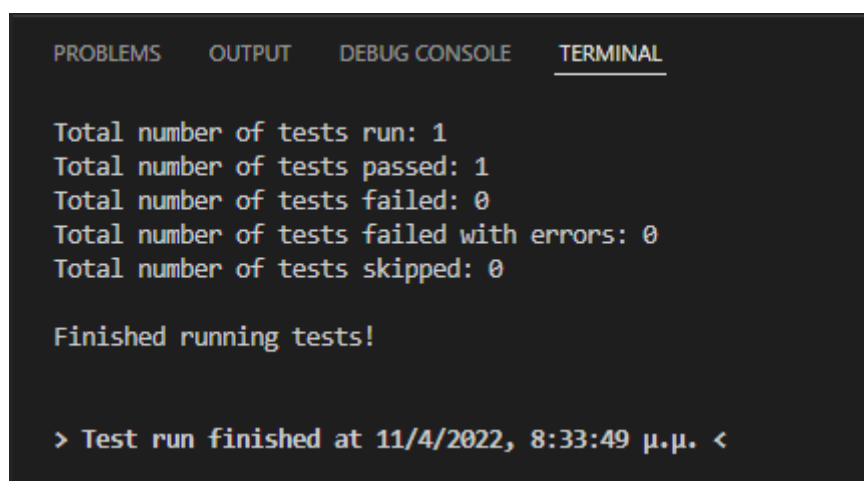 PROBLEMS OUTPUT DEBUG CONSOLE TERMINAL
Total number of tests run: 1
Total number of tests passed: 1
Total number of tests failed: 0
Total number of tests failed with errors: 0
Total number of tests skipped: 0
Finished running tests!
> Test run finished at 11/4/2022, 8:33:49 μ.μ. <